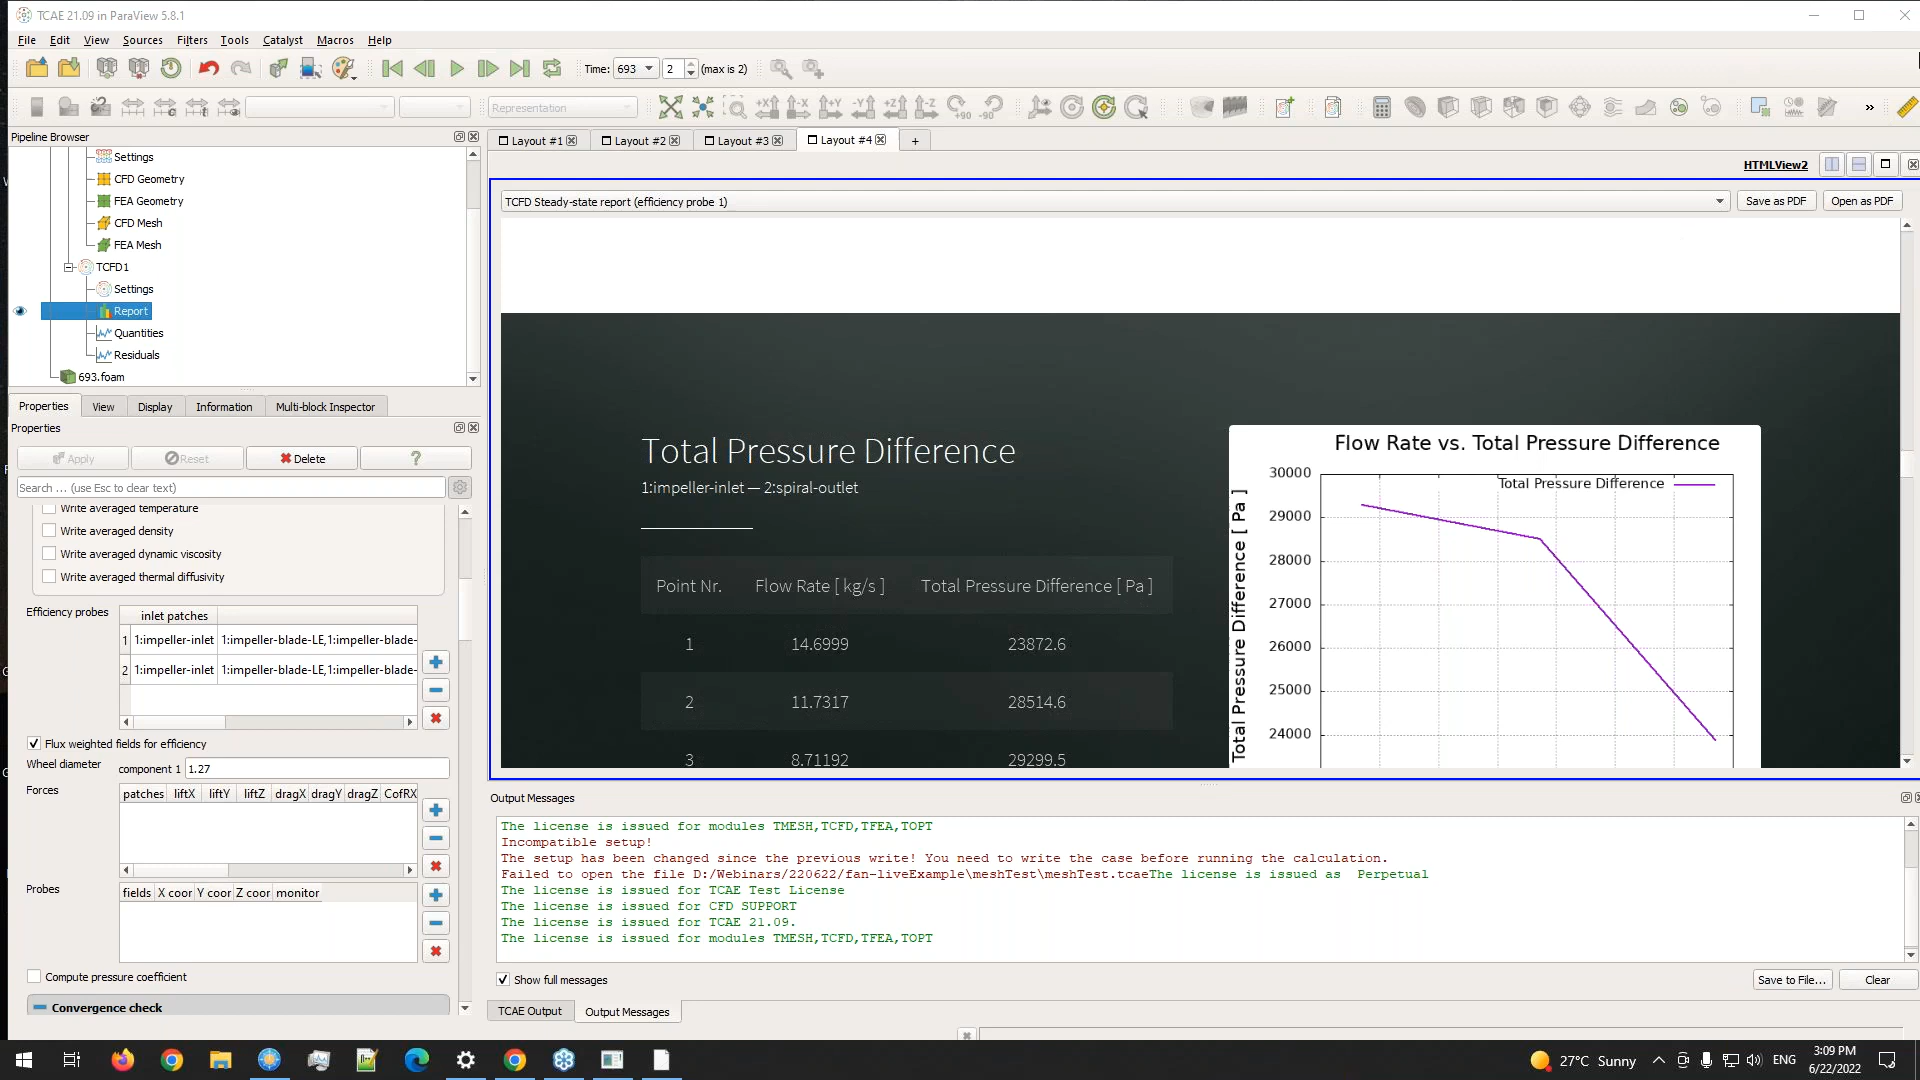 TCAE 21.09 in ParaView 5.8.1
File Edit View Sources Filters Tools Catalyst Macros Help
Time: 693 2 (max is 2)
Representation
+X -X +Y -Y +Z -Z +90 -90
Pipeline Browser
Settings
CFD Geometry
FEA Geometry
CFD Mesh
FEA Mesh
TCFD1
Settings
Report
Quantities
Residuals
693.foam
Properties View Display Information Multi-block Inspector
Properties
Apply Reset Delete ?
Search ... (use Esc to clear text)
Write averaged temperature
Write averaged density
Write averaged dynamic viscosity
Write averaged thermal diffusivity
Efficiency probes
inlet patches
1 1:impeller-inlet 1:impeller-blade-LE,1:impeller-blade-
2 1:impeller-inlet 1:impeller-blade-LE,1:impeller-blade-
Flux weighted fields for efficiency
Wheel diameter component 1 1.27
Forces
patches liftX liftY liftZ dragX dragY dragZ CofRX
Probes
fields X coor Y coor Z coor monitor
Compute pressure coefficient
Convergence check
Layout #1 Layout #2 Layout #3 Layout #4 +
HTMLView2
TCFD Steady-state report (efficiency probe 1) Save as PDF Open as PDF
Total Pressure Difference
1:impeller-inlet — 2:spiral-outlet
Point Nr. Flow Rate [ kg/s ] Total Pressure Difference [ Pa ]
1 14.6999 23872.6
2 11.7317 28514.6
3 8.71192 29299.5
Flow Rate vs. Total Pressure Difference
Total Pressure Difference
Total Pressure Difference [ Pa ]
30000
29000
28000
27000
26000
25000
24000
Output Messages
The license is issued for modules TMESH,TCFD,TFEA,TOPT
Incompatible setup!
The setup has been changed since the previous write! You need to write the case before running the calculation.
Failed to open the file D:/Webinars/220622/fan-liveExample\meshTest\meshTest.tcaeThe license is issued as  Perpetual
The license is issued for TCAE Test License
The license is issued for CFD SUPPORT
The license is issued for TCAE 21.09.
The license is issued for modules TMESH,TCFD,TFEA,TOPT
Show full messages Save to File... Clear
TCAE Output Output Messages
27°C Sunny ENG 3:09 PM
6/22/2022